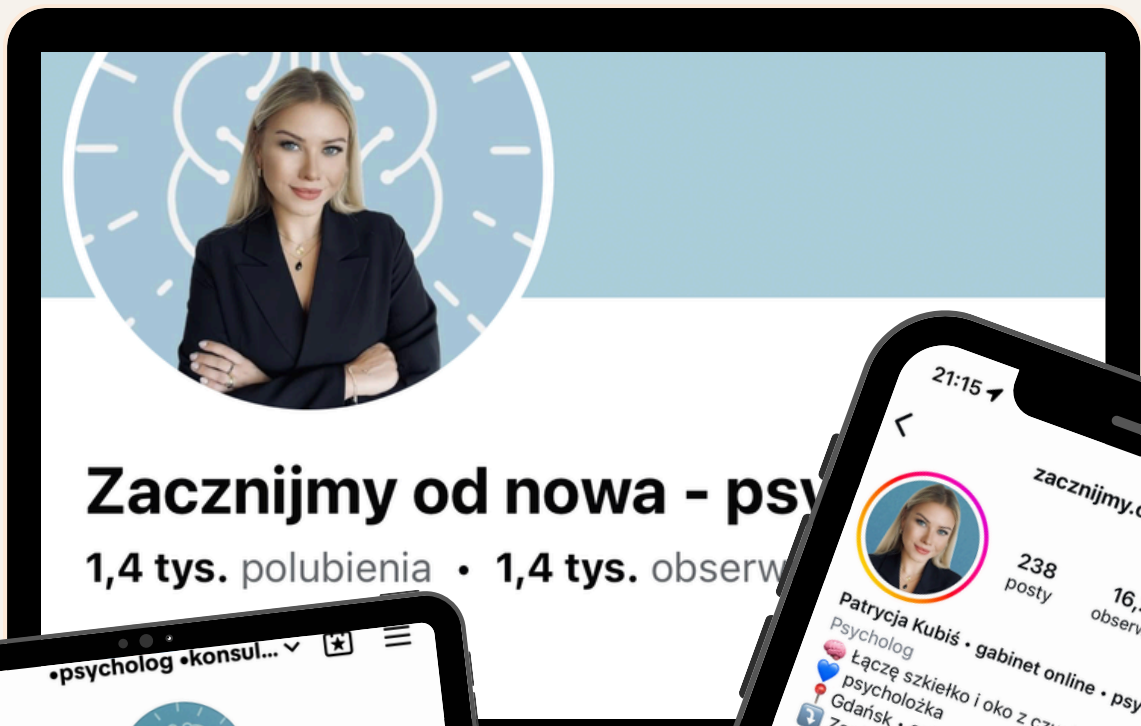 Zacznijmy od nowa - psy
1,4 tys. polubienia • 1,4 tys. obserw
21:15
zacznijmy.
238
posty
16,
obserw
Patrycja Kubiś • gabinet online • psy
Psycholog
🧠 Łączę szkiełko i oko z
💙 psycholożka
📍 Gdańsk •
•psycholog •konsul...